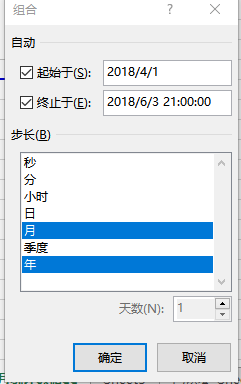 组合
?
自动
起始于(S): 2018/4/1
终止于(E): 2018/6/3 21:00:00
步长(B)
秒
分
小时
日
月
季度
年
天数(N): 1
确定 取消